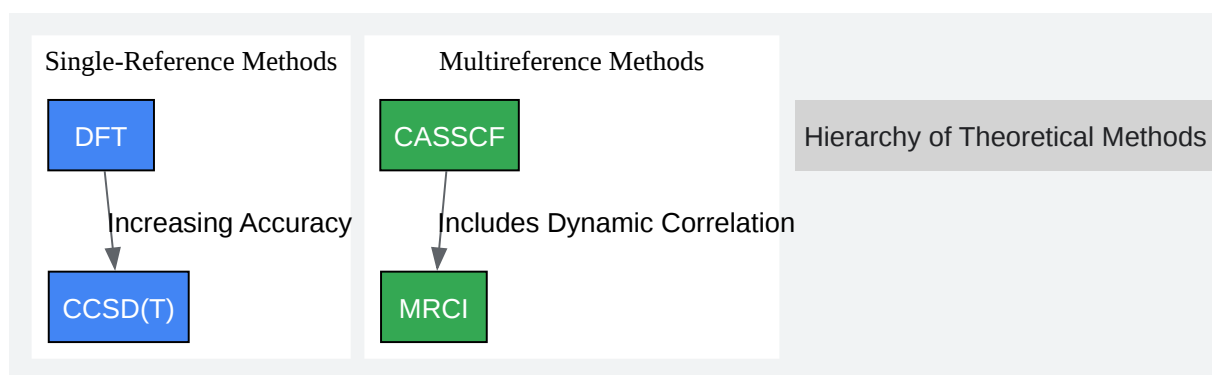 Single-Reference Methods
Multireference Methods
DFT
CASSCF
Hierarchy of Theoretical Methods
Increasing Accuracy
Includes Dynamic Correlation
CCSD(T)
MRCI